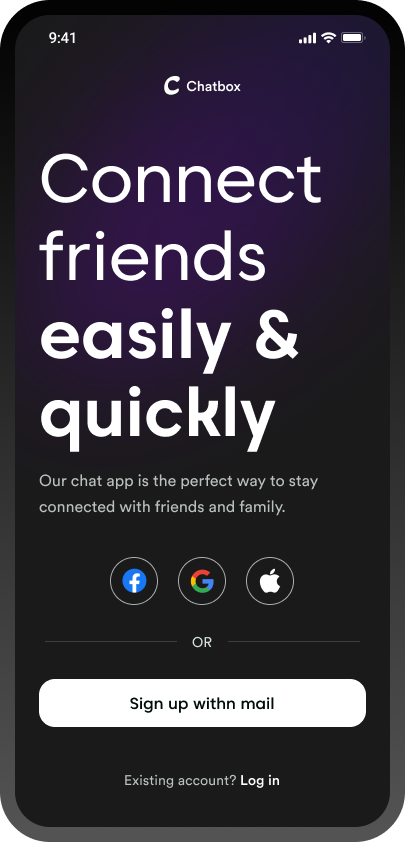 9:41
Chatbox
Connect
friends
easily &
quickly
Our chat app is the perfect way to stay
connected with friends and family.
OR
Sign up withn mail
Existing account? Log in